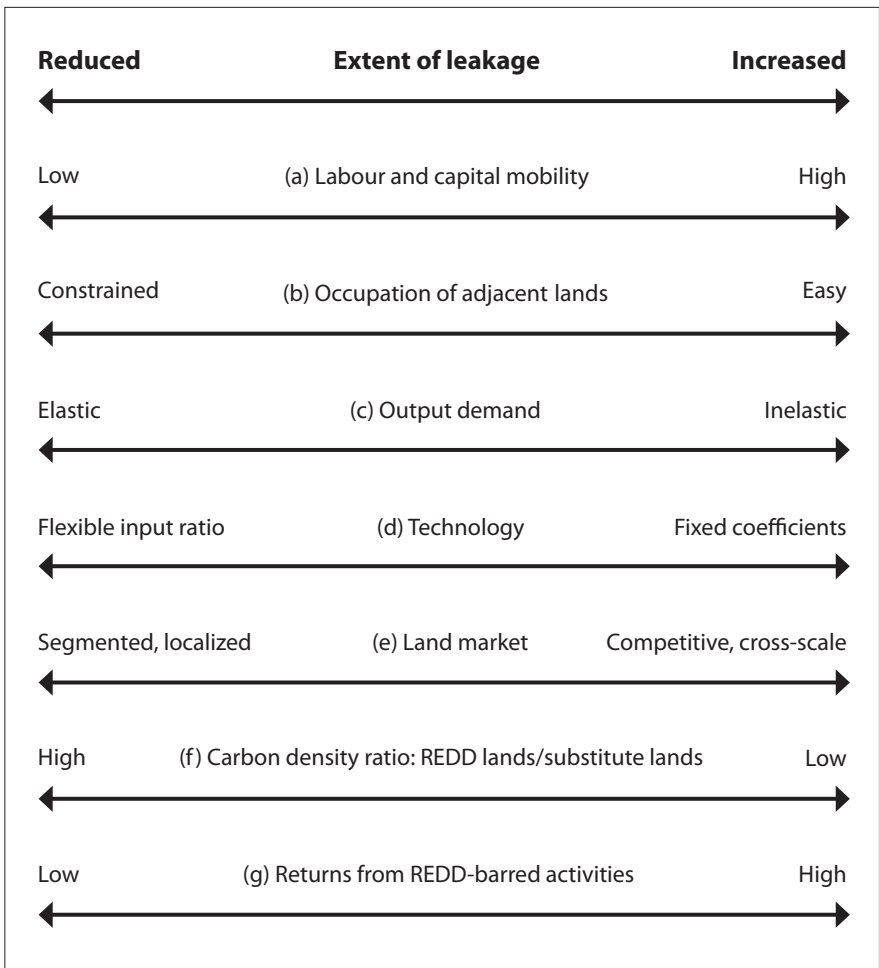 Reduced Extent of leakage Increased
Low (a) Labour and capital mobility High
Constrained (b) Occupation of adjacent lands Easy
Elastic (c) Output demand Inelastic
Flexible input ratio (d) Technology Fixed coefficients
Segmented, localized (e) Land market Competitive, cross-scale
High (f) Carbon density ratio: REDD lands/substitute lands Low
Low (g) Returns from REDD-barred activities High